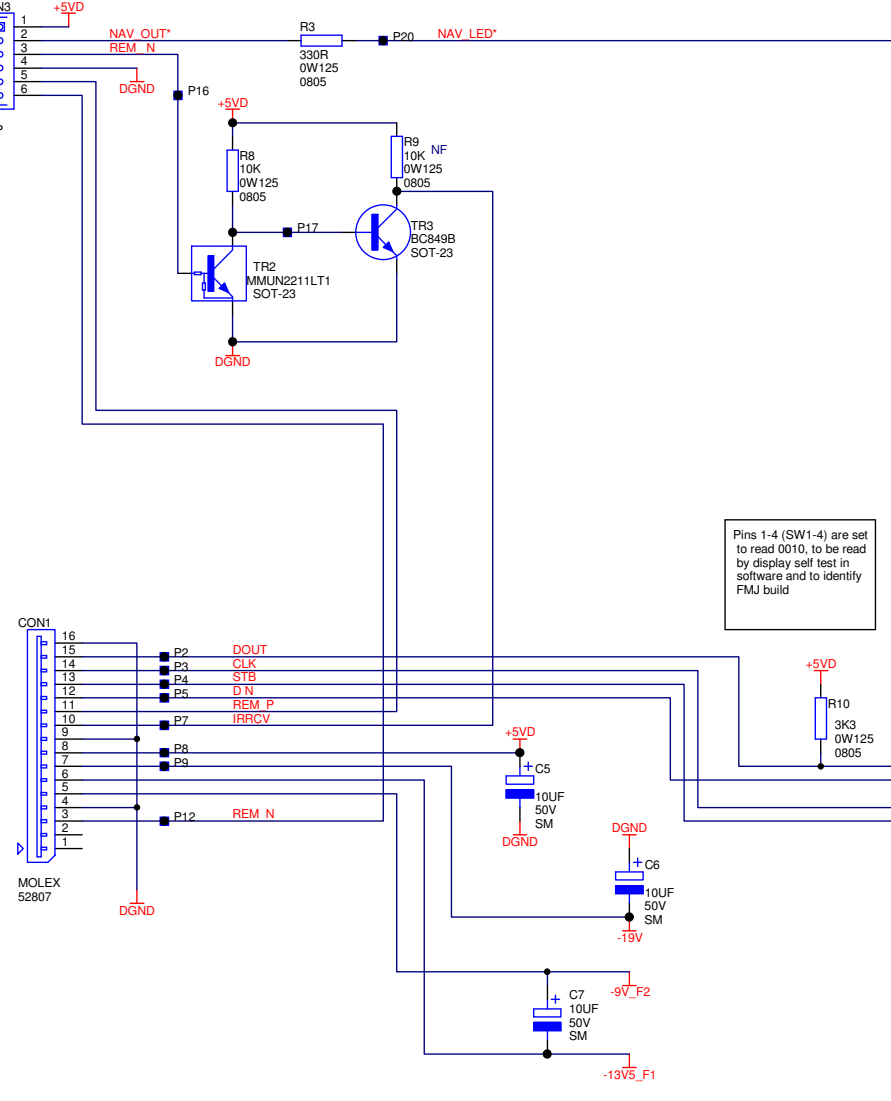 N3
+5VD
1
2
3
4
5
6
NAV_OUT*
REM_N
DGND
P16
R3
330R
0W125
0805
P20
NAV_LED*
+5VD
R8
10K
0W125
0805
R9
10K
0W125
0805
NF
P17
TR3
BC849B
SOT-23
TR2
MMUN2211LT1
SOT-23
DGND
Pins 1-4 (SW1-4) are set
to read 0010, to be read
by display self test in
software and to identify
FMJ build
CON1
16
15
14
13
12
11
10
9
8
7
6
5
4
3
2
1
P2
P3
P4
P5
P7
P8
P9
P12
DOUT
CLK
STB
D N
REM_P
IRRCV
REM N
MOLEX
52807
DGND
+5VD
+
C5
10UF
50V
SM
DGND
DGND
+
C6
10UF
50V
SM
-19V
-9V_F2
C7
+
10UF
50V
SM
-13V5_F1
+5VD
R10
3K3
0W125
0805